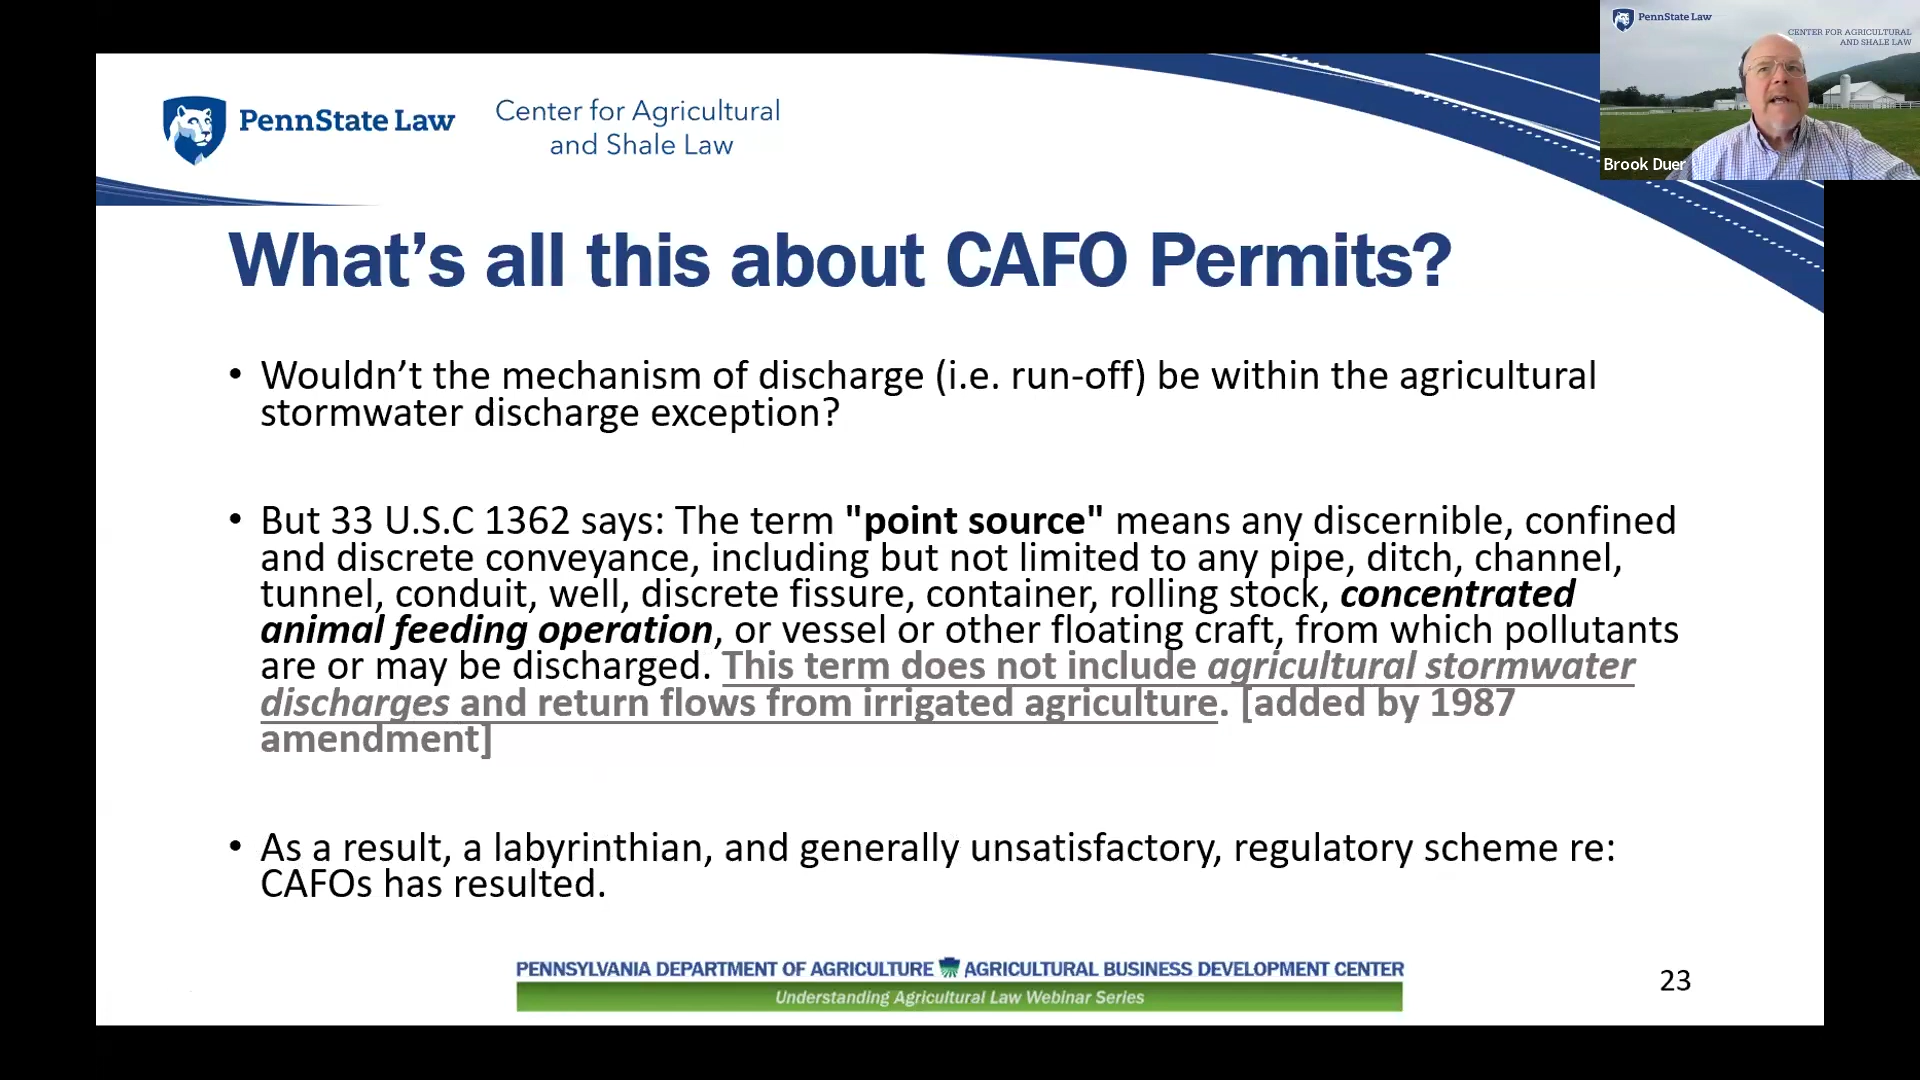 PennState Law
Center for Agricultural
and Shale Law
PennState Law
CENTER FOR AGRICULTURAL
AND SHALE LAW
Brook Duer
What’s all this about CAFO Permits?
• Wouldn’t the mechanism of discharge (i.e. run-off) be within the agricultural
stormwater discharge exception?
• But 33 U.S.C 1362 says: The term "point source" means any discernible, confined
and discrete conveyance, including but not limited to any pipe, ditch, channel,
tunnel, conduit, well, discrete fissure, container, rolling stock, concentrated
animal feeding operation, or vessel or other floating craft, from which pollutants
are or may be discharged. This term does not include agricultural stormwater
discharges and return flows from irrigated agriculture. [added by 1987
amendment]
• As a result, a labyrinthian, and generally unsatisfactory, regulatory scheme re:
CAFOs has resulted.
PENNSYLVANIA DEPARTMENT OF AGRICULTURE AGRICULTURAL BUSINESS DEVELOPMENT CENTER
Understanding Agricultural Law Webinar Series
23